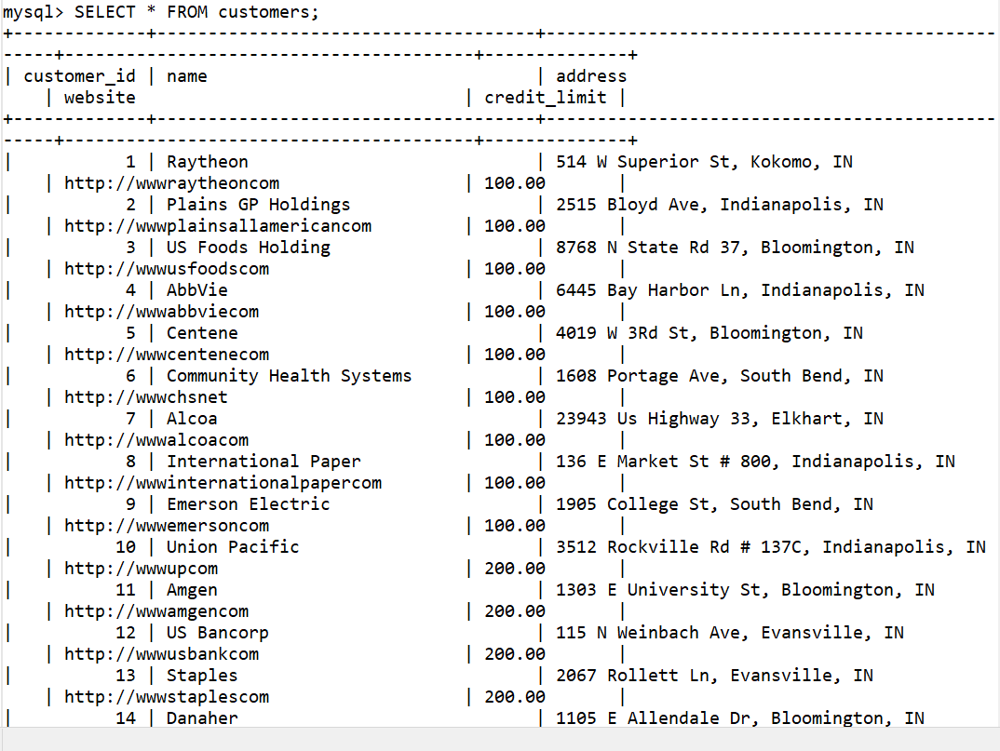 mysql> SELECT * FROM customers;
+-------------+--------------------------------------+--------------------------------------------
-----+----------------------------------------+--------------+
| customer_id | name                                 | address
    | website                                | credit_limit |
+-------------+--------------------------------------+--------------------------------------------
-----+----------------------------------------+--------------+
|           1 | Raytheon                             | 514 W Superior St, Kokomo, IN
    | http://wwwraytheoncom                  | 100.00       |
|           2 | Plains GP Holdings                   | 2515 Bloyd Ave, Indianapolis, IN
    | http://wwwplainsallamericancom         | 100.00       |
|           3 | US Foods Holding                     | 8768 N State Rd 37, Bloomington, IN
    | http://wwwusfoodscom                   | 100.00       |
|           4 | AbbVie                               | 6445 Bay Harbor Ln, Indianapolis, IN
    | http://wwwabbviecom                    | 100.00       |
|           5 | Centene                              | 4019 W 3Rd St, Bloomington, IN
    | http://wwwcentenecom                   | 100.00       |
|           6 | Community Health Systems             | 1608 Portage Ave, South Bend, IN
    | http://wwwchsnet                       | 100.00       |
|           7 | Alcoa                                | 23943 Us Highway 33, Elkhart, IN
    | http://wwwalcoacom                     | 100.00       |
|           8 | International Paper                  | 136 E Market St # 800, Indianapolis, IN
    | http://wwwinternationalpapercom        | 100.00       |
|           9 | Emerson Electric                     | 1905 College St, South Bend, IN
    | http://wwwemersoncom                   | 100.00       |
|          10 | Union Pacific                        | 3512 Rockville Rd # 137C, Indianapolis, IN
    | http://wwwupcom                        | 200.00       |
|          11 | Amgen                                | 1303 E University St, Bloomington, IN
    | http://wwwamgencom                     | 200.00       |
|          12 | US Bancorp                           | 115 N Weinbach Ave, Evansville, IN
    | http://wwwusbankcom                    | 200.00       |
|          13 | Staples                              | 2067 Rollett Ln, Evansville, IN
    | http://wwwstaplescom                   | 200.00       |
|          14 | Danaher                              | 1105 E Allendale Dr, Bloomington, IN